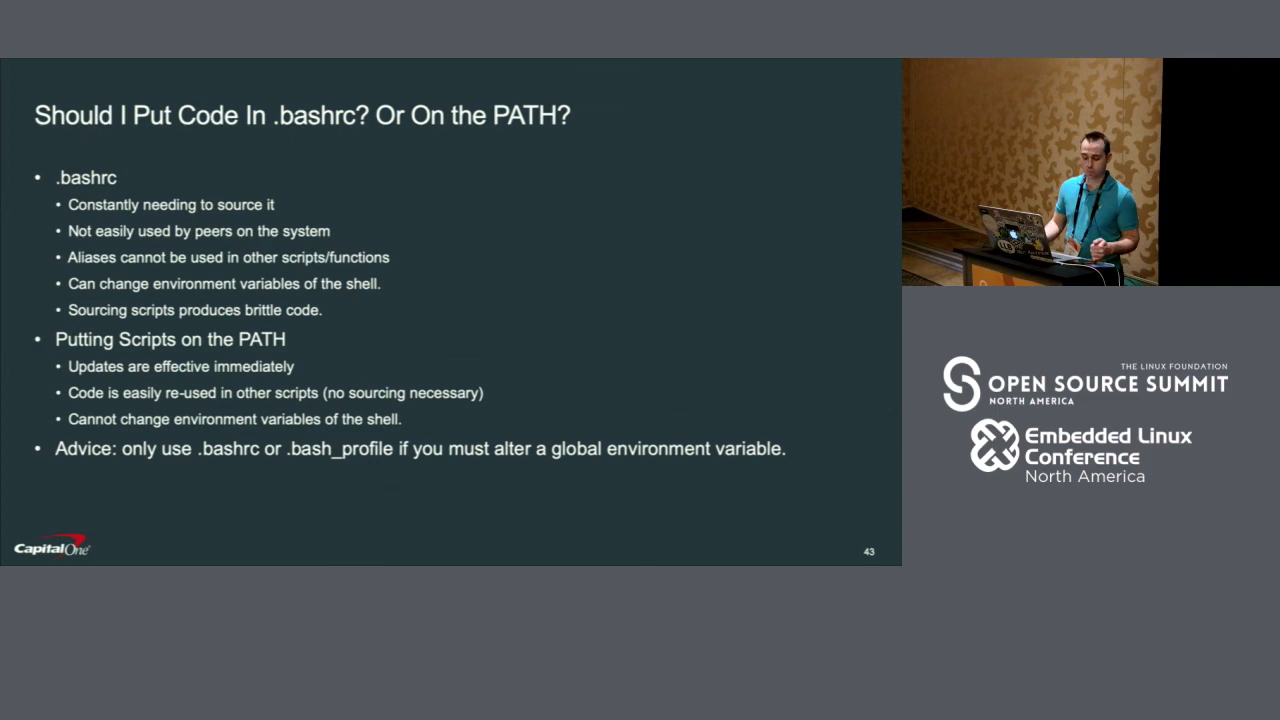 Should I Put Code In .bashrc? Or On the PATH?
• .bashrc
• Constantly needing to source it
• Not easily used by peers on the system
• Aliases cannot be used in other scripts/functions
• Can change environment variables of the shell.
• Sourcing scripts produces brittle code.
• Putting Scripts on the PATH
• Updates are effective immediately
• Code is easily re-used in other scripts (no sourcing necessary)
• Cannot change environment variables of the shell.
• Advice: only use .bashrc or .bash_profile if you must alter a global environment variable.
CapitalOne
43
THE LINUX FOUNDATION
OPEN SOURCE SUMMIT
NORTH AMERICA
Embedded Linux
Conference
North America